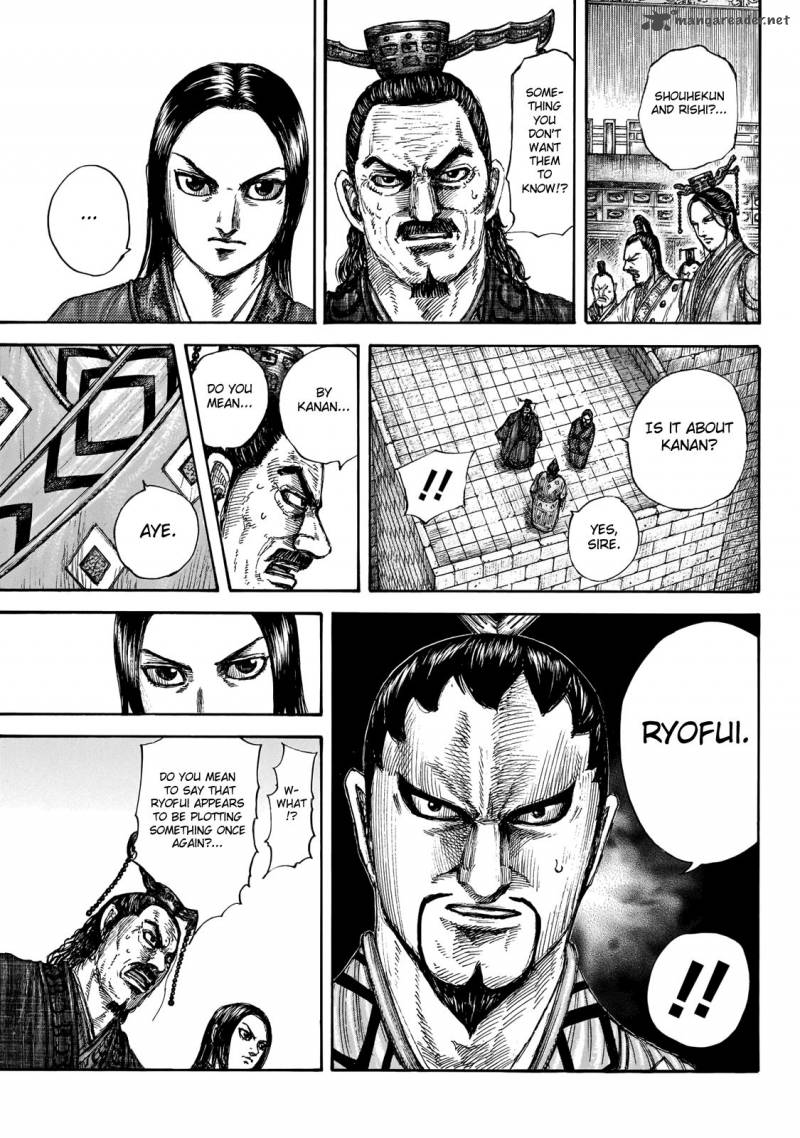 mangareader.net
SHOUHEKUN
AND RISHI?...
SOME-
THING YOU
DON'T
WANT
THEM
TO
KNOW!?
...
IS IT ABOUT
KANAN?
!!
YES,
SIRE.
BY
KANAN...
DO YOU
MEAN...
AYE.
RYOFUI.
!!
W-
WHAT
!?
DO YOU MEAN
TO SAY THAT
RYOFUI APPEARS
TO BE PLOTTING
SOMETHING ONCE
AGAIN?...